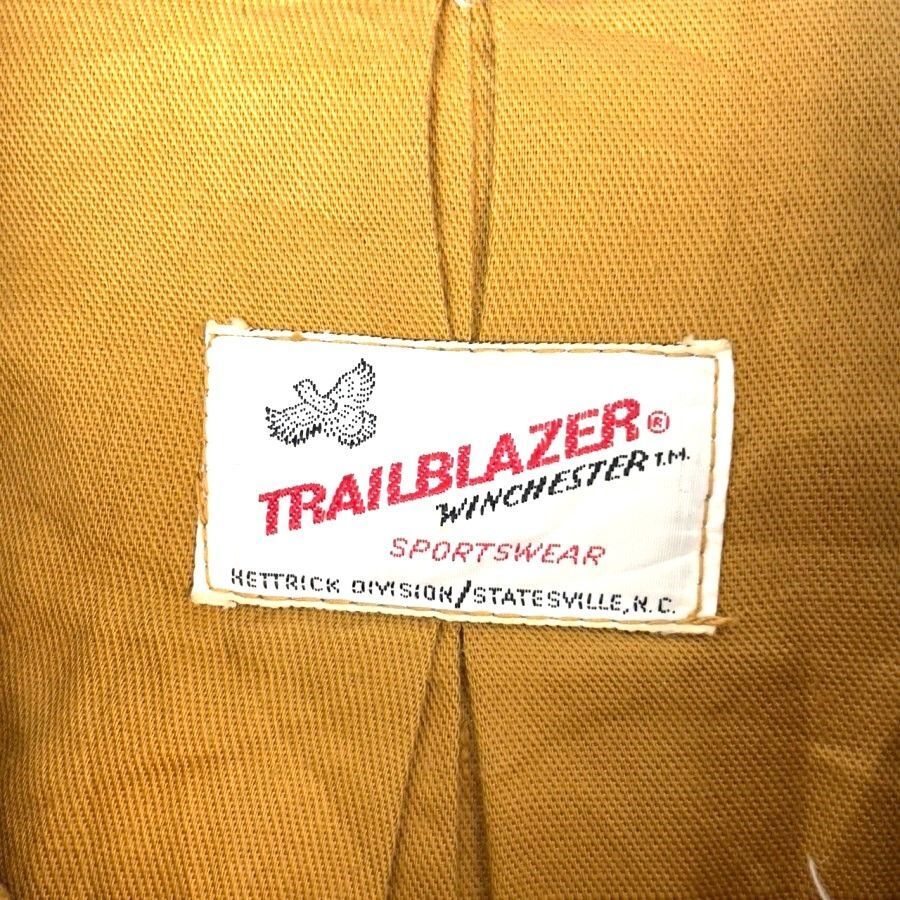 TRAILBLAZER®
WINCHESTER T.M.
SPORTSWEAR
HETTRICK DIVISION/STATESVILLE, N.C.